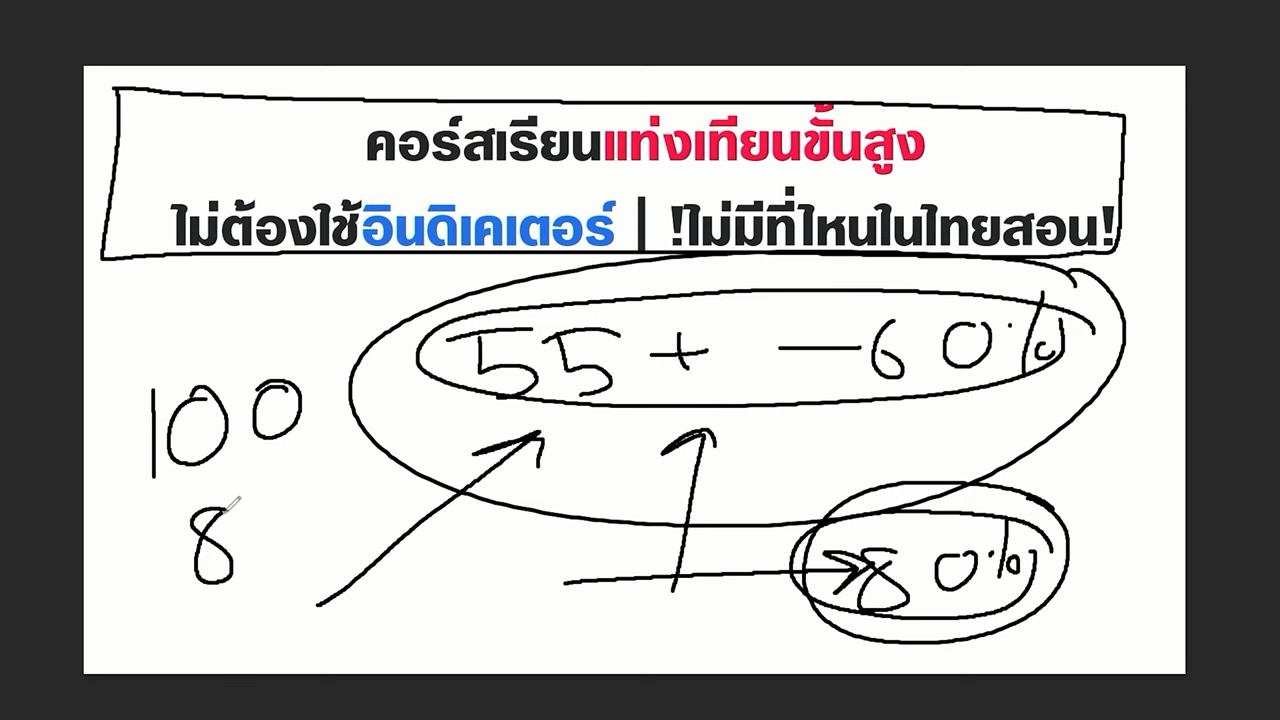 คอร์สเรียนแท่งเทียนขั้นสูง
ไม่ต้องใช้อินดิเคเตอร์ | !ไม่มีที่ไหนในไทยสอน!
55+ - 60%
100
8
80%